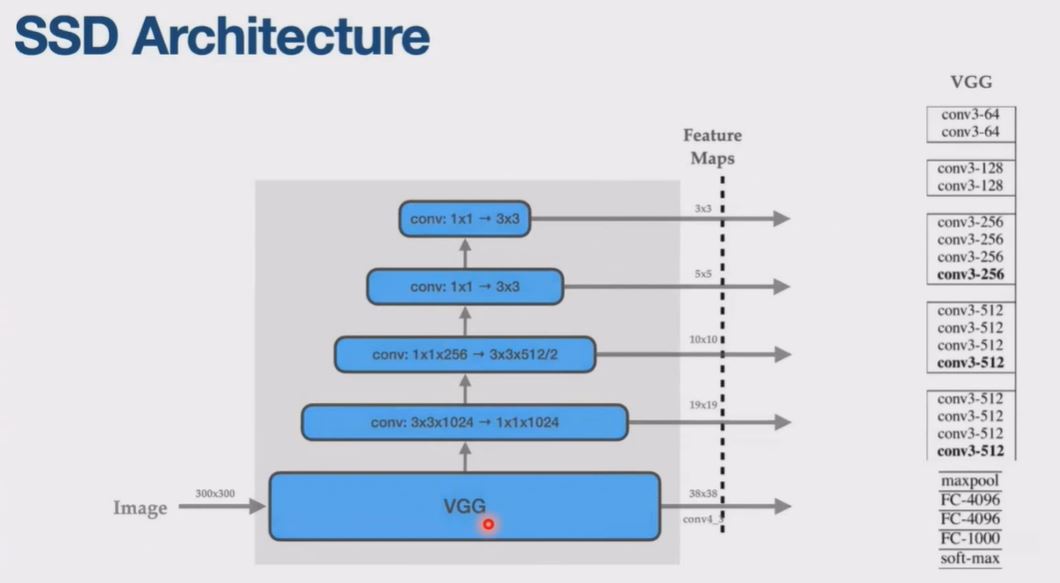 SSD Architecture
Feature
Maps
conv: 1x1 → 3x3
3x3
conv: 1x1 → 3x3
5x5
conv: 1x1x256 → 3x3x512/2
10x10
conv: 3x3x1024 → 1x1x1024
19x19
Image
300x300
VGG
38x38
conv4_3
VGG
conv3-64
conv3-64
conv3-128
conv3-128
conv3-256
conv3-256
conv3-256
conv3-256
conv3-512
conv3-512
conv3-512
conv3-512
conv3-512
conv3-512
conv3-512
conv3-512
maxpool
FC-4096
FC-4096
FC-1000
soft-max